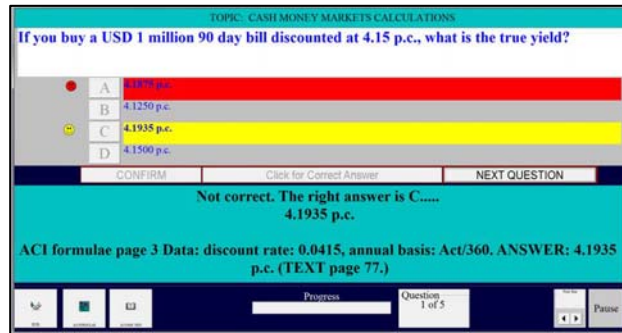 TOPIC: CASH MONEY MARKETS CALCULATIONS
If you buy a USD 1 million 90 day bill discounted at 4.15 p.c., what is the true yield?
A
4.1875 p.c.
B
4.1250 p.c.
C
4.1935 p.c.
D
4.1500 p.c.
CONFIRM
Click for Correct Answer
NEXT QUESTION
Not correct. The right answer is C.....
4.1935 p.c.
ACI formulae page 3 Data: discount rate: 0.0415, annual basis: Act/360. ANSWER: 4.1935
p.c. (TEXT page 77.)
Progress
Question
1 of 5
Pause